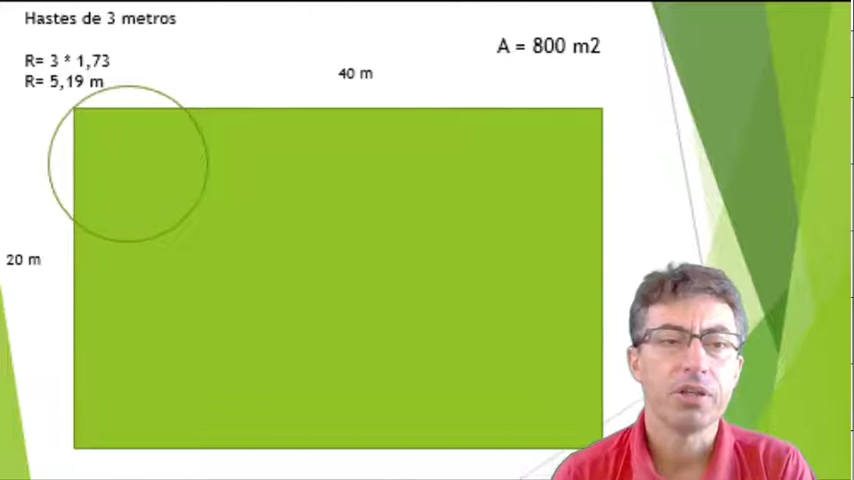 Hastes de 3 metros
A = 800 m2
R= 3 * 1,73
R= 5,19 m
40 m
20 m